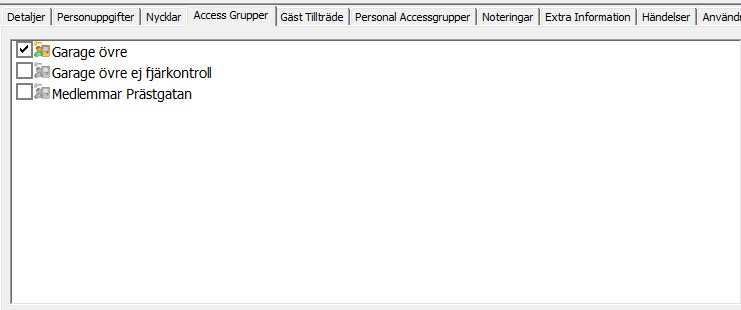 Detaljer Personuppgifter Nycklar Access Grupper Gäst Tillträde Personal Accessgrupper Noteringar Extra Information Händelser
Garage övre
Garage övre ej fjärkontroll
Medlemmar Prästgatan